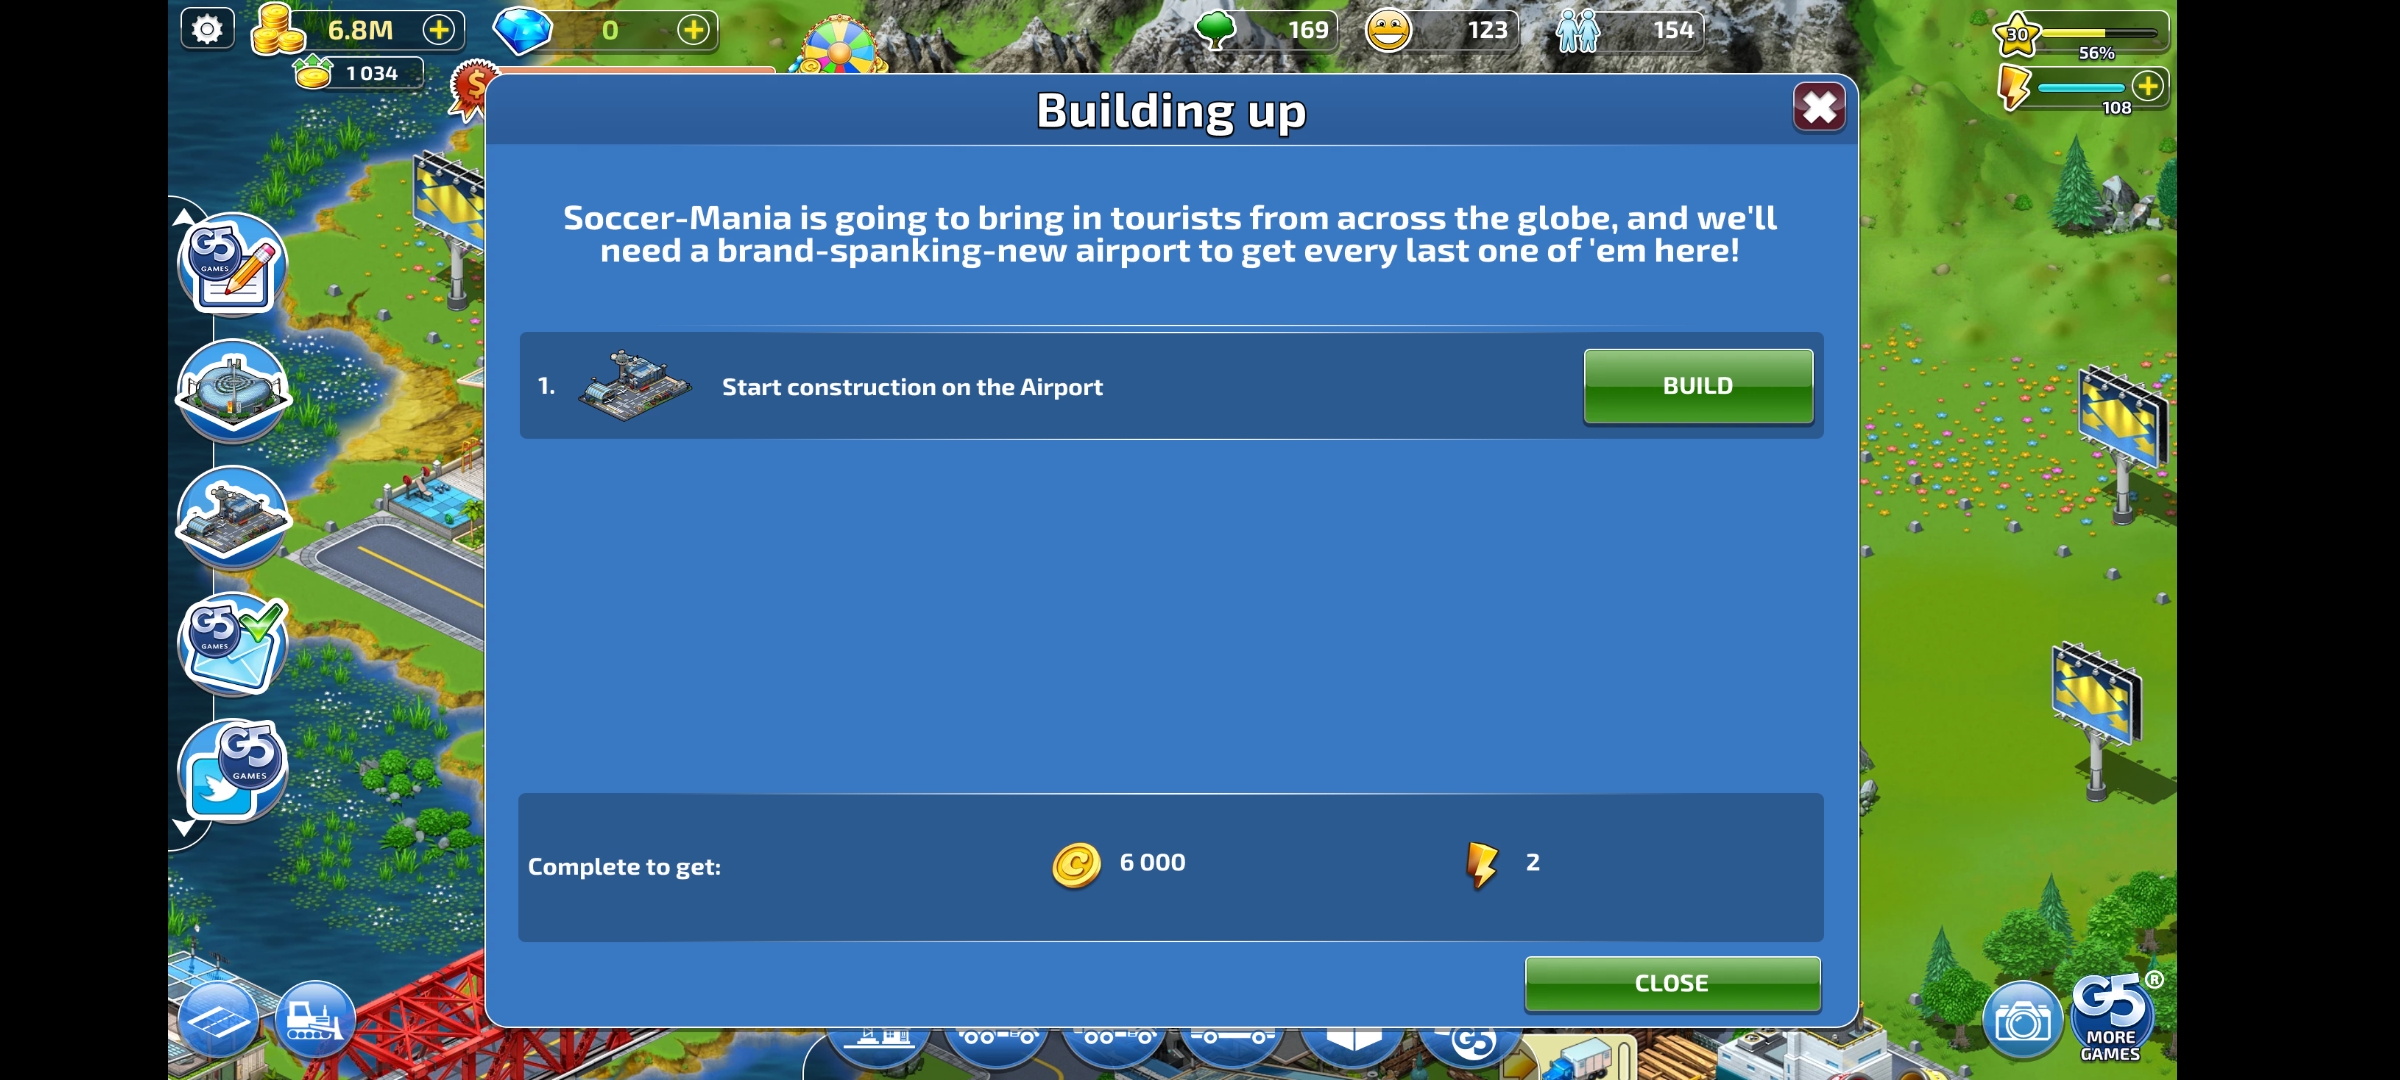 6.8M
0
169
123
154
30
56%
1 034
108
Building up
Soccer-Mania is going to bring in tourists from across the globe, and we'll
need a brand-spanking-new airport to get every last one of 'em here!
1.
Start construction on the Airport
BUILD
G5
GAMES
G5
GAMES
G5
GAMES
Complete to get:
6 000
2
CLOSE
G5
G5®
MORE
GAMES